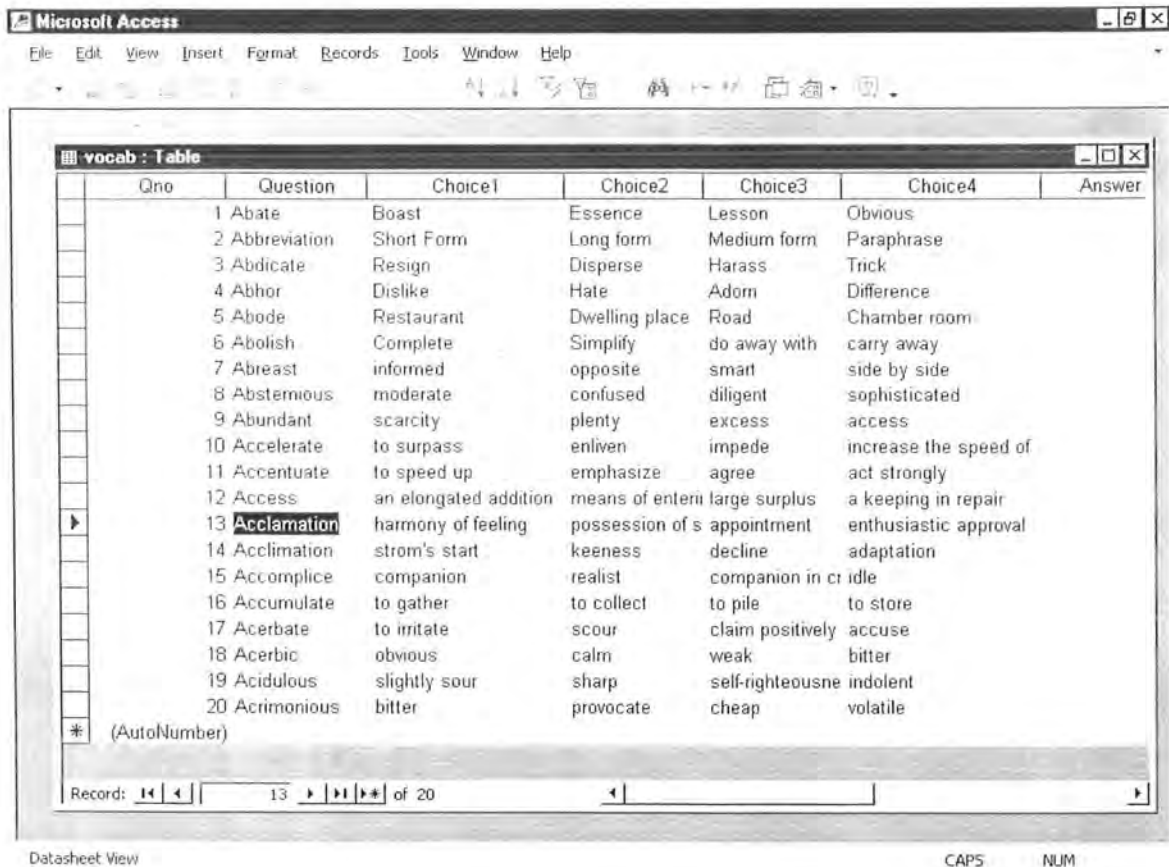 Microsoft Access
File Edit View Insert Format Records Tools Window Help
vocab : Table
Qno Question Choice1 Choice2 Choice3 Choice4 Answer
1 Abate Boast Essence Lesson Obvious
2 Abbreviation Short Form Long form Medium form Paraphrase
3 Abdicate Resign Disperse Harass Trick
4 Abhor Dislike Hate Adorn Difference
5 Abode Restaurant Dwelling place Road Chamber room
6 Abolish Complete Simplify do away with carry away
7 Abreast informed opposite smart side by side
8 Abstemious moderate confused diligent sophisticated
9 Abundant scarcity plenty excess access
10 Accelerate to surpass enliven impede increase the speed of
11 Accentuate to speed up emphasize agree act strongly
12 Access an elongated addition means of enteri large surplus a keeping in repair
13 Acclamation harmony of feeling possession of s appointment enthusiastic approval
14 Acclimation strom's start keeness decline adaptation
15 Accomplice companion realist companion in cr idle
16 Accumulate to gather to collect to pile to store
17 Acerbate to irritate scour claim positively accuse
18 Acerbic obvious calm weak bitter
19 Acidulous slightly sour sharp self-righteousne indolent
20 Acrimonious bitter provocate cheap volatile
(AutoNumber)
Record: 13 of 20
Datasheet View CAPS NUM